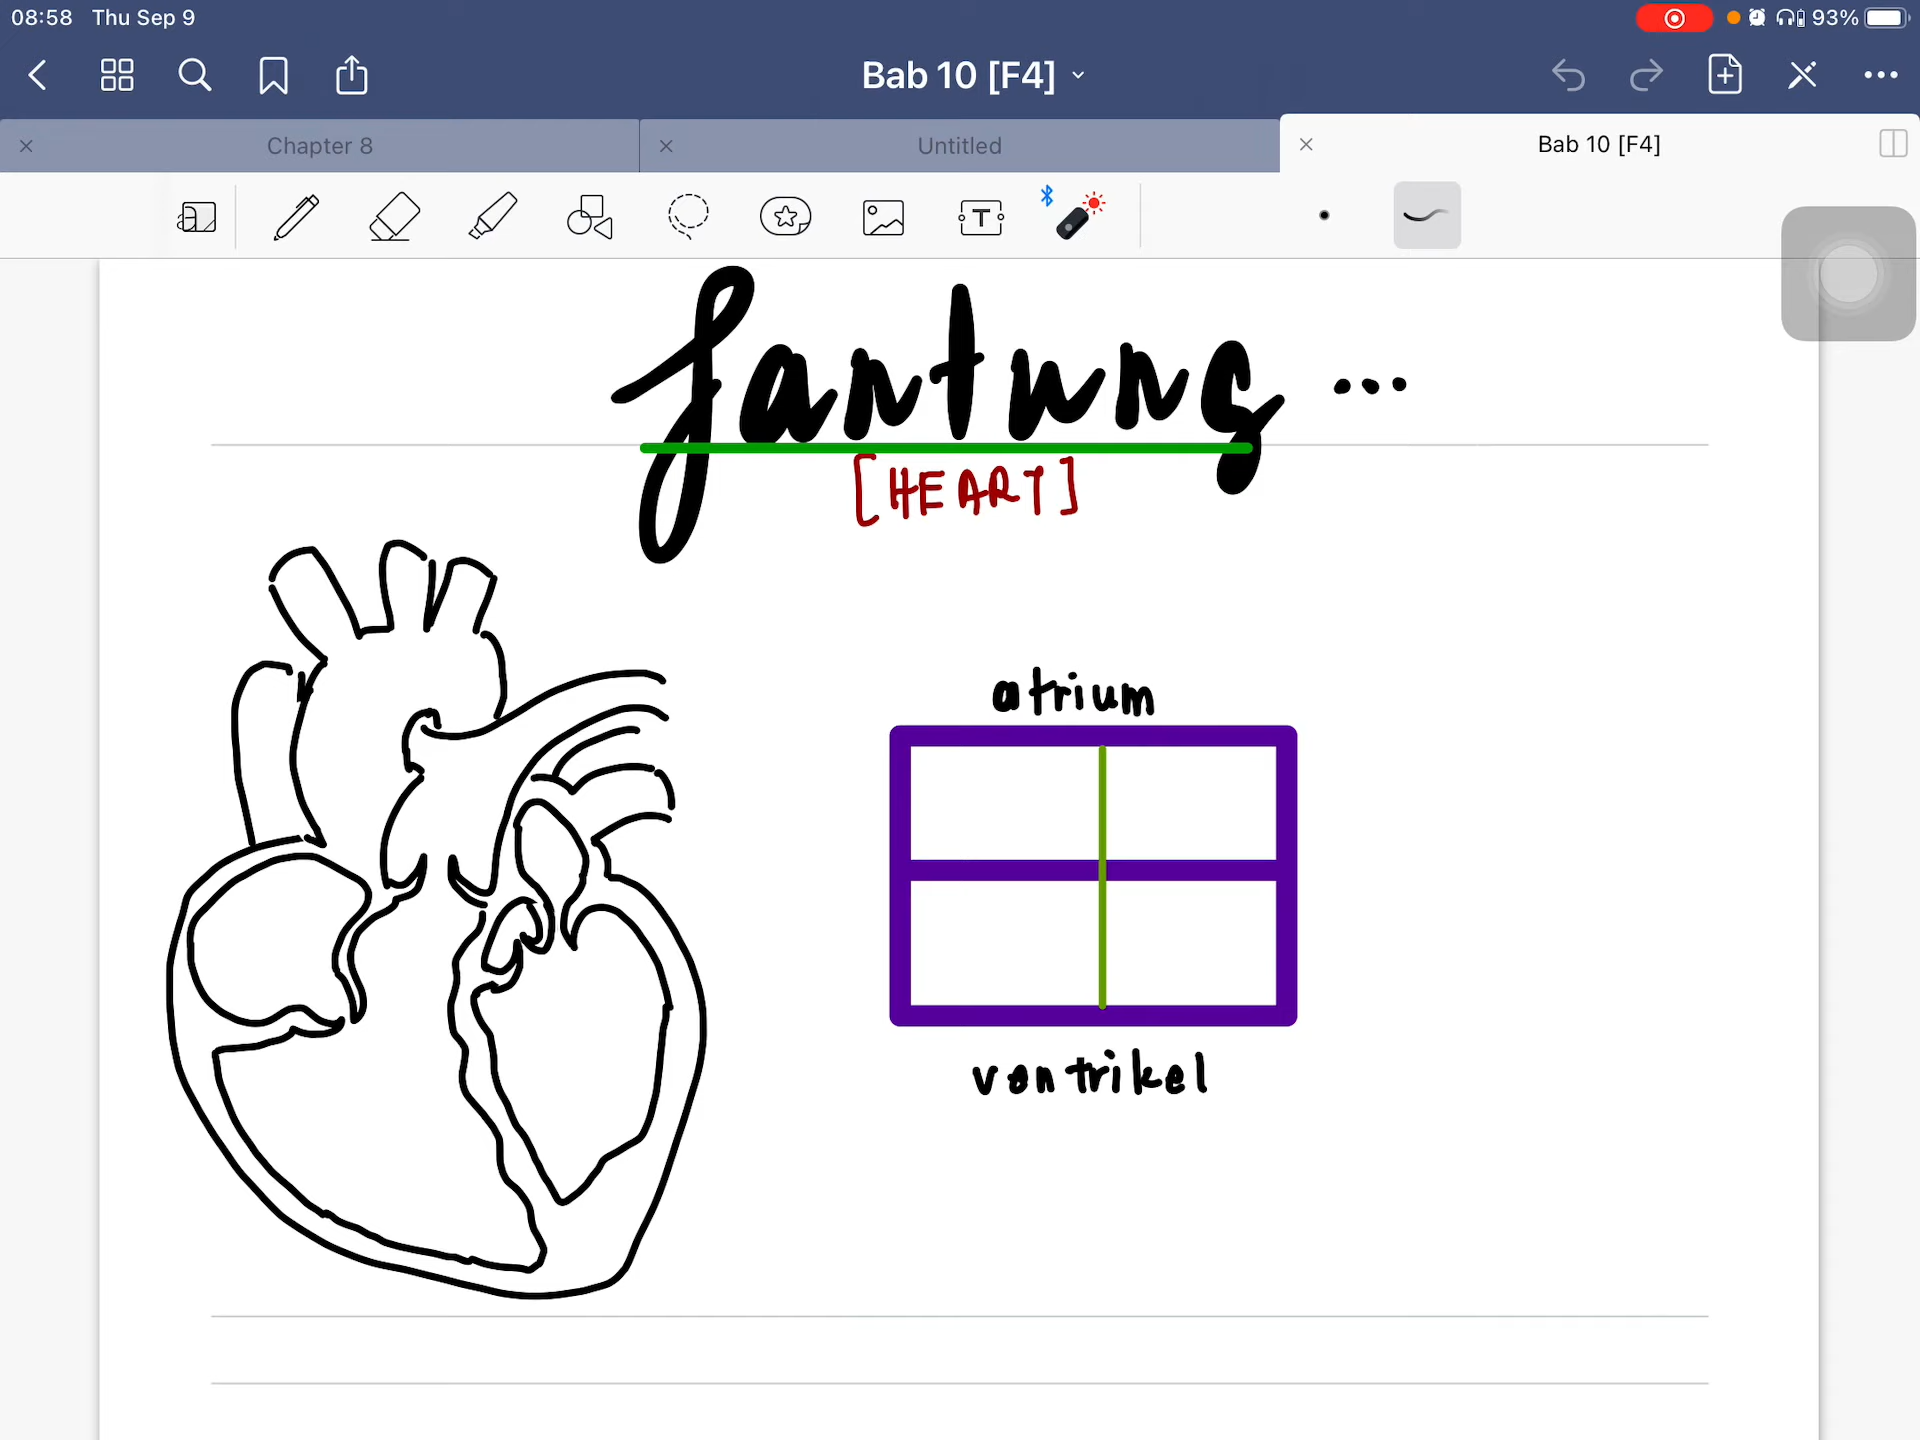 08:58 Thu Sep 9 93%
Bab 10 [F4]
Chapter 8 Untitled Bab 10 [F4]
Jantung ...
[HEART]
atrium
ventrikel